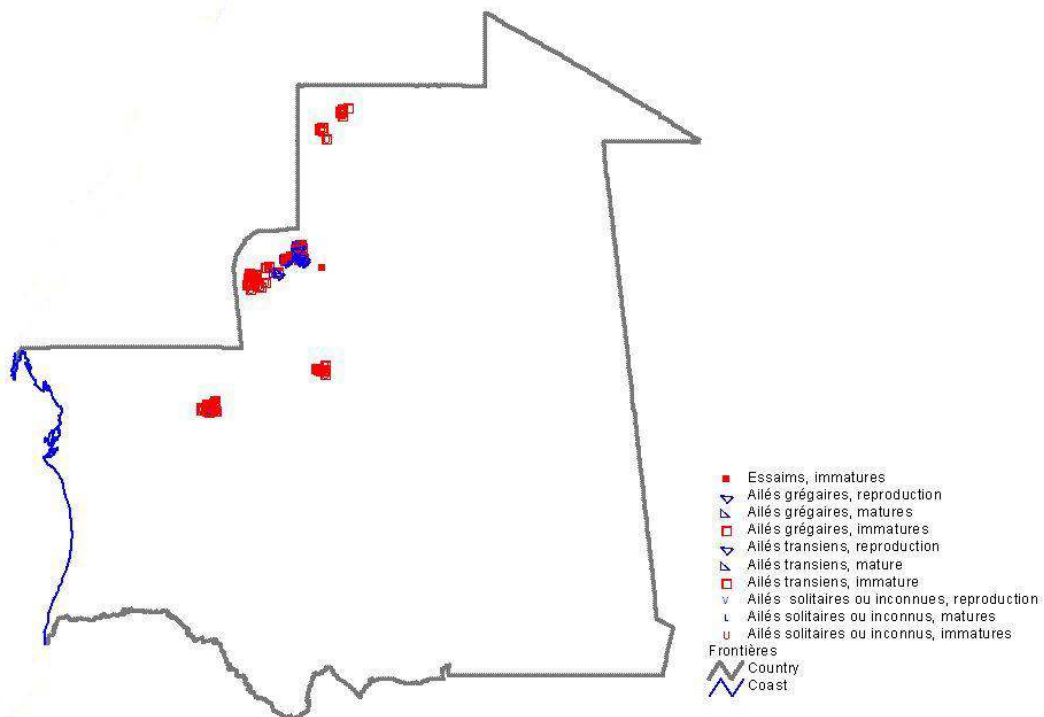 Essaims, immatures
Ailés grégaires, reproduction
Ailés grégaires, matures
Ailés grégaires, immatures
Ailés transiens, reproduction
Ailés transiens, mature
Ailés transiens, immature
Ailés solitaires ou inconnues, reproduction
Ailés solitaires ou inconnus, matures
Ailés solitaires ou inconnus, immatures
Frontières
Country
Coast